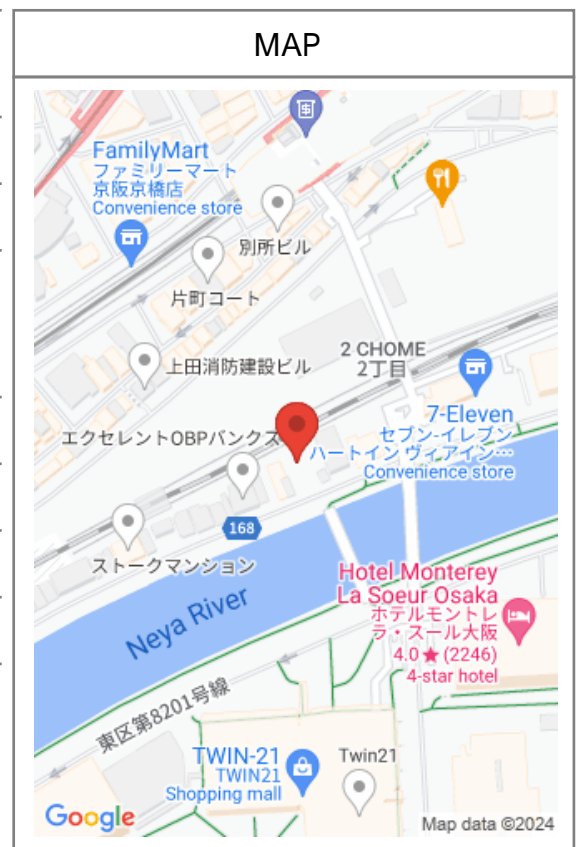 MAP
FamilyMart
ファミリーマート
京阪京橋店
Convenience store
別所ビル
片町コート
上田消防建設ビル
2 CHOME
2丁目
7-Eleven
セブン-イレブン
ハートイン ヴィアイン…
Convenience store
エクセレントOBPバンクス
168
ストークマンション
Neya River
Hotel Monterey
La Soeur Osaka
ホテルモントレ
ラ・スール大阪
4.0★(2246)
4-star hotel
東区第8201号線
TWIN-21
TWIN21
Shopping mall
Twin21
Google
Map data ©2024